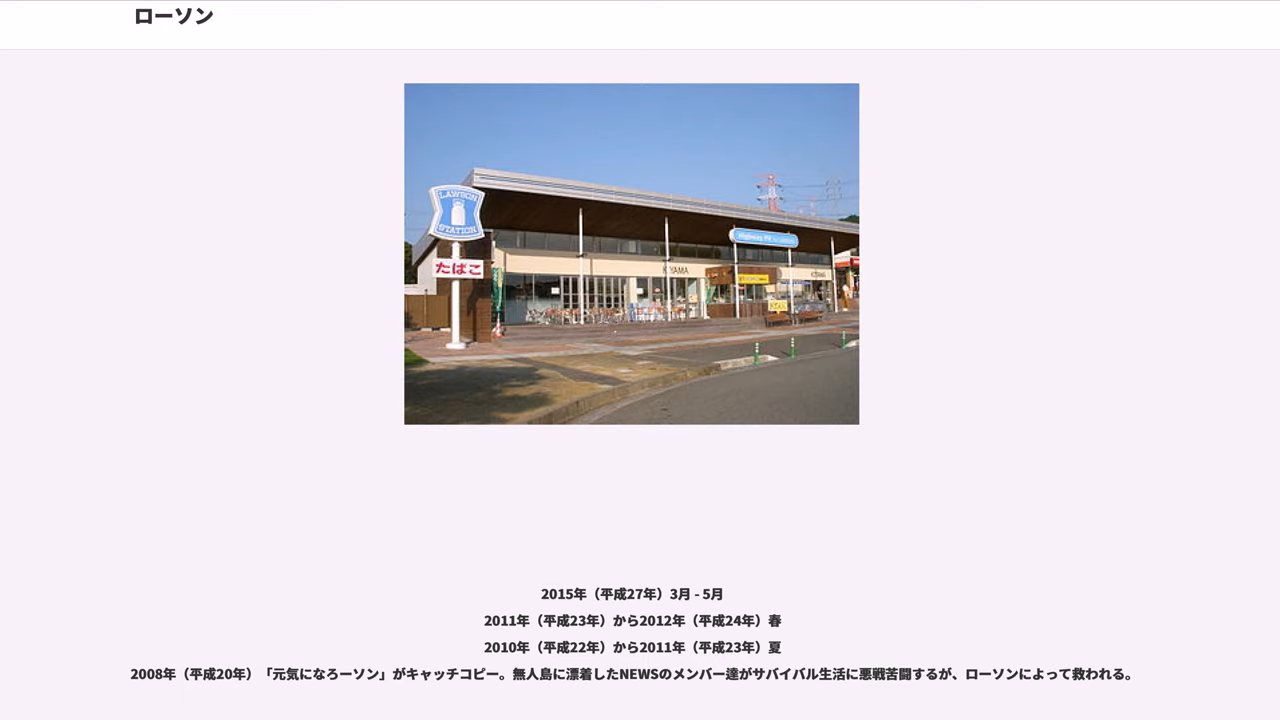 ローソン
LAWSON
STATION
たばこ
KIYAMA
2015年（平成27年）3月 - 5月
2011年（平成23年）から2012年（平成24年）春
2010年（平成22年）から2011年（平成23年）夏
2008年（平成20年）「元気になろーソン」がキャッチコピー。無人島に漂着したNEWSのメンバー達がサバイバル生活に悪戦苦闘するが、ローソンによって救われる。